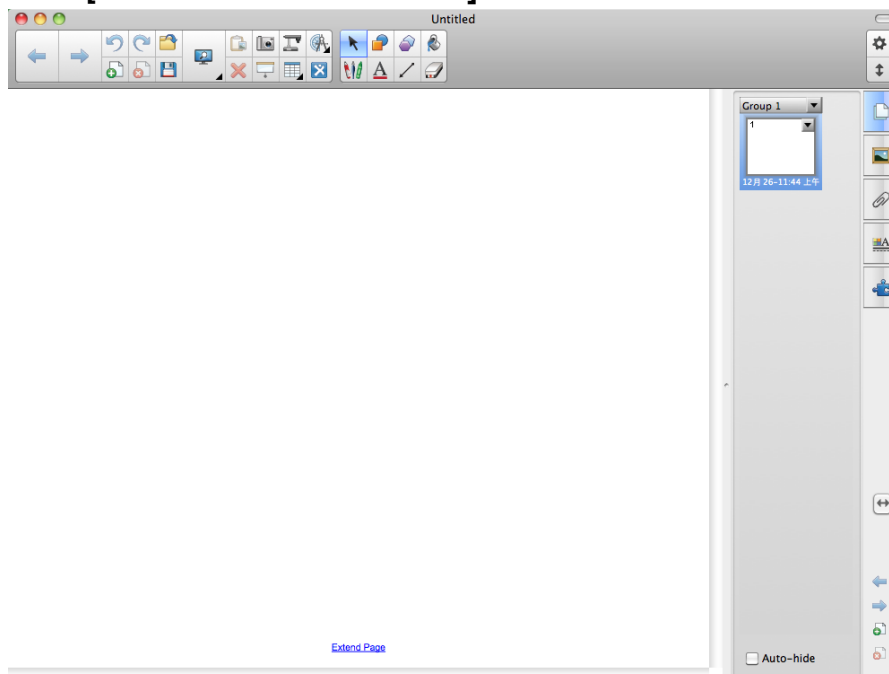 Untitled
Group 1
1
12月 26-11:44 上午
Extend Page
Auto-hide